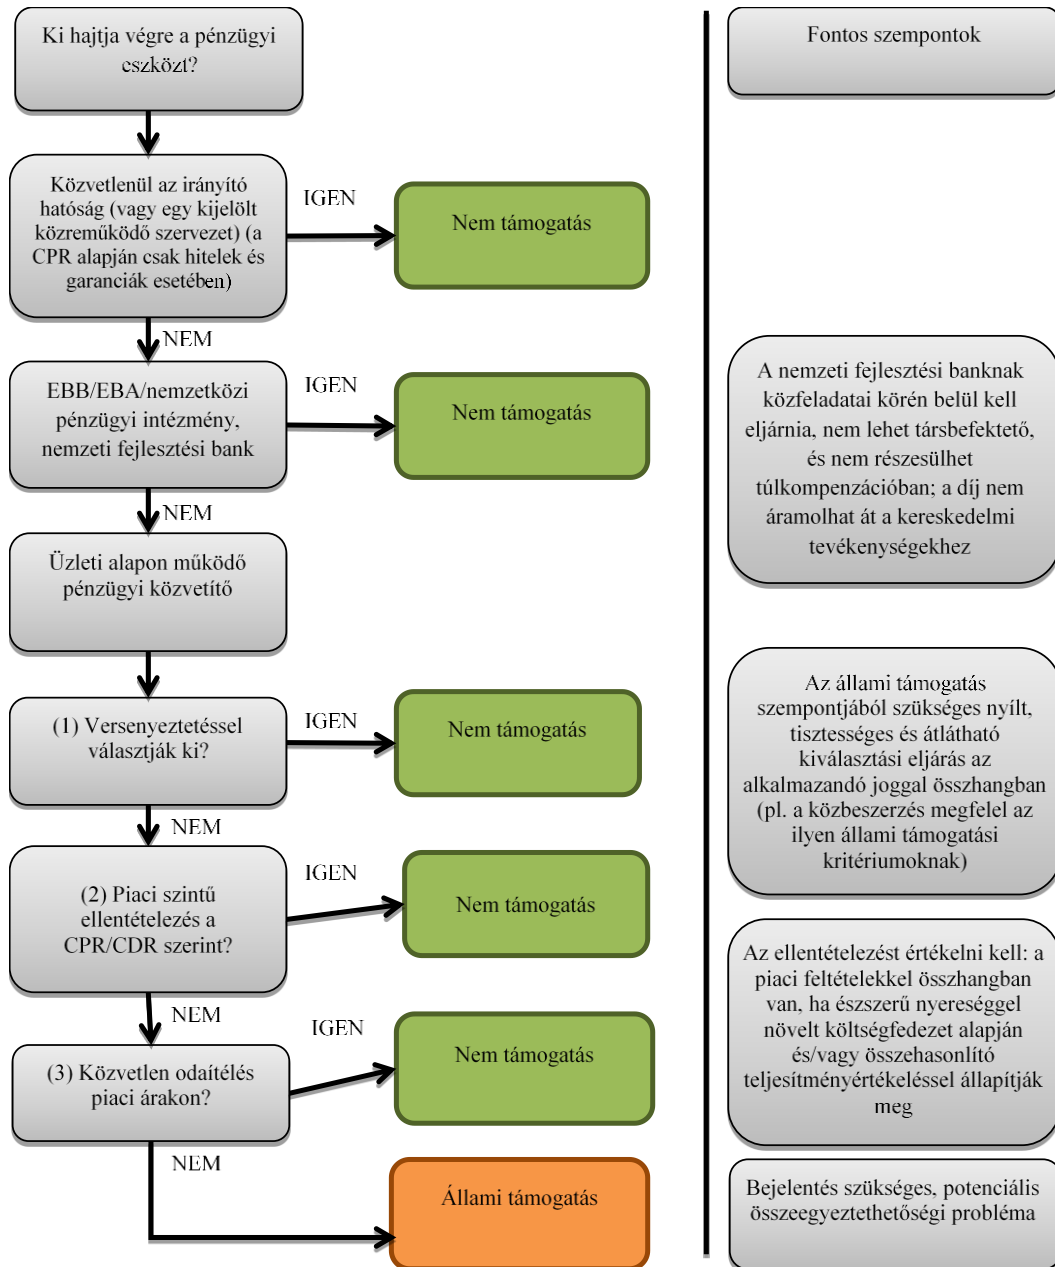 Ki hajtja végre a pénzügyi
eszközt?
Közvetlenül az irányító
hatóság (vagy egy kijelölt
közreműködő szervezet) (a
CPR alapján csak hitelek és
garanciák esetében)
IGEN
Nem támogatás
NEM
EBB/EBA/nemzetközi
pénzügyi intézmény,
nemzeti fejlesztési bank
IGEN
Nem támogatás
NEM
Üzleti alapon működő
pénzügyi közvetítő
(1) Versenyeztetéssel
választják ki?
IGEN
Nem támogatás
NEM
(2) Piaci szintű
ellentételezés a
CPR/CDR szerint?
IGEN
Nem támogatás
NEM
(3) Közvetlen odaítélés
piaci árakon?
IGEN
Nem támogatás
NEM
Állami támogatás
Fontos szempontok
A nemzeti fejlesztési banknak
közfeladatai körén belül kell
eljárnia, nem lehet társbefektető,
és nem részesülhet
túlkompenzációban; a díj nem
áramolhat át a kereskedelmi
tevékenységekhez
Az állami támogatás
szempontjából szükséges nyílt,
tisztességes és átlátható
kiválasztási eljárás az
alkalmazandó joggal összhangban
(pl. a közbeszerzés megfelel az
ilyen állami támogatási
kritériumoknak)
Az ellentételezést értékelni kell: a
piaci feltételekkel összhangban
van, ha észszerű nyereséggel
növelt költségfedezet alapján
és/vagy összehasonlító
teljesítményértékeléssel állapítják
meg
Bejelentés szükséges, potenciális
összeegyeztethetőségi probléma